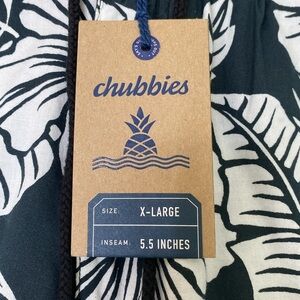 chubbies
SIZE: X-LARGE
INSEAM: 5.5 INCHES